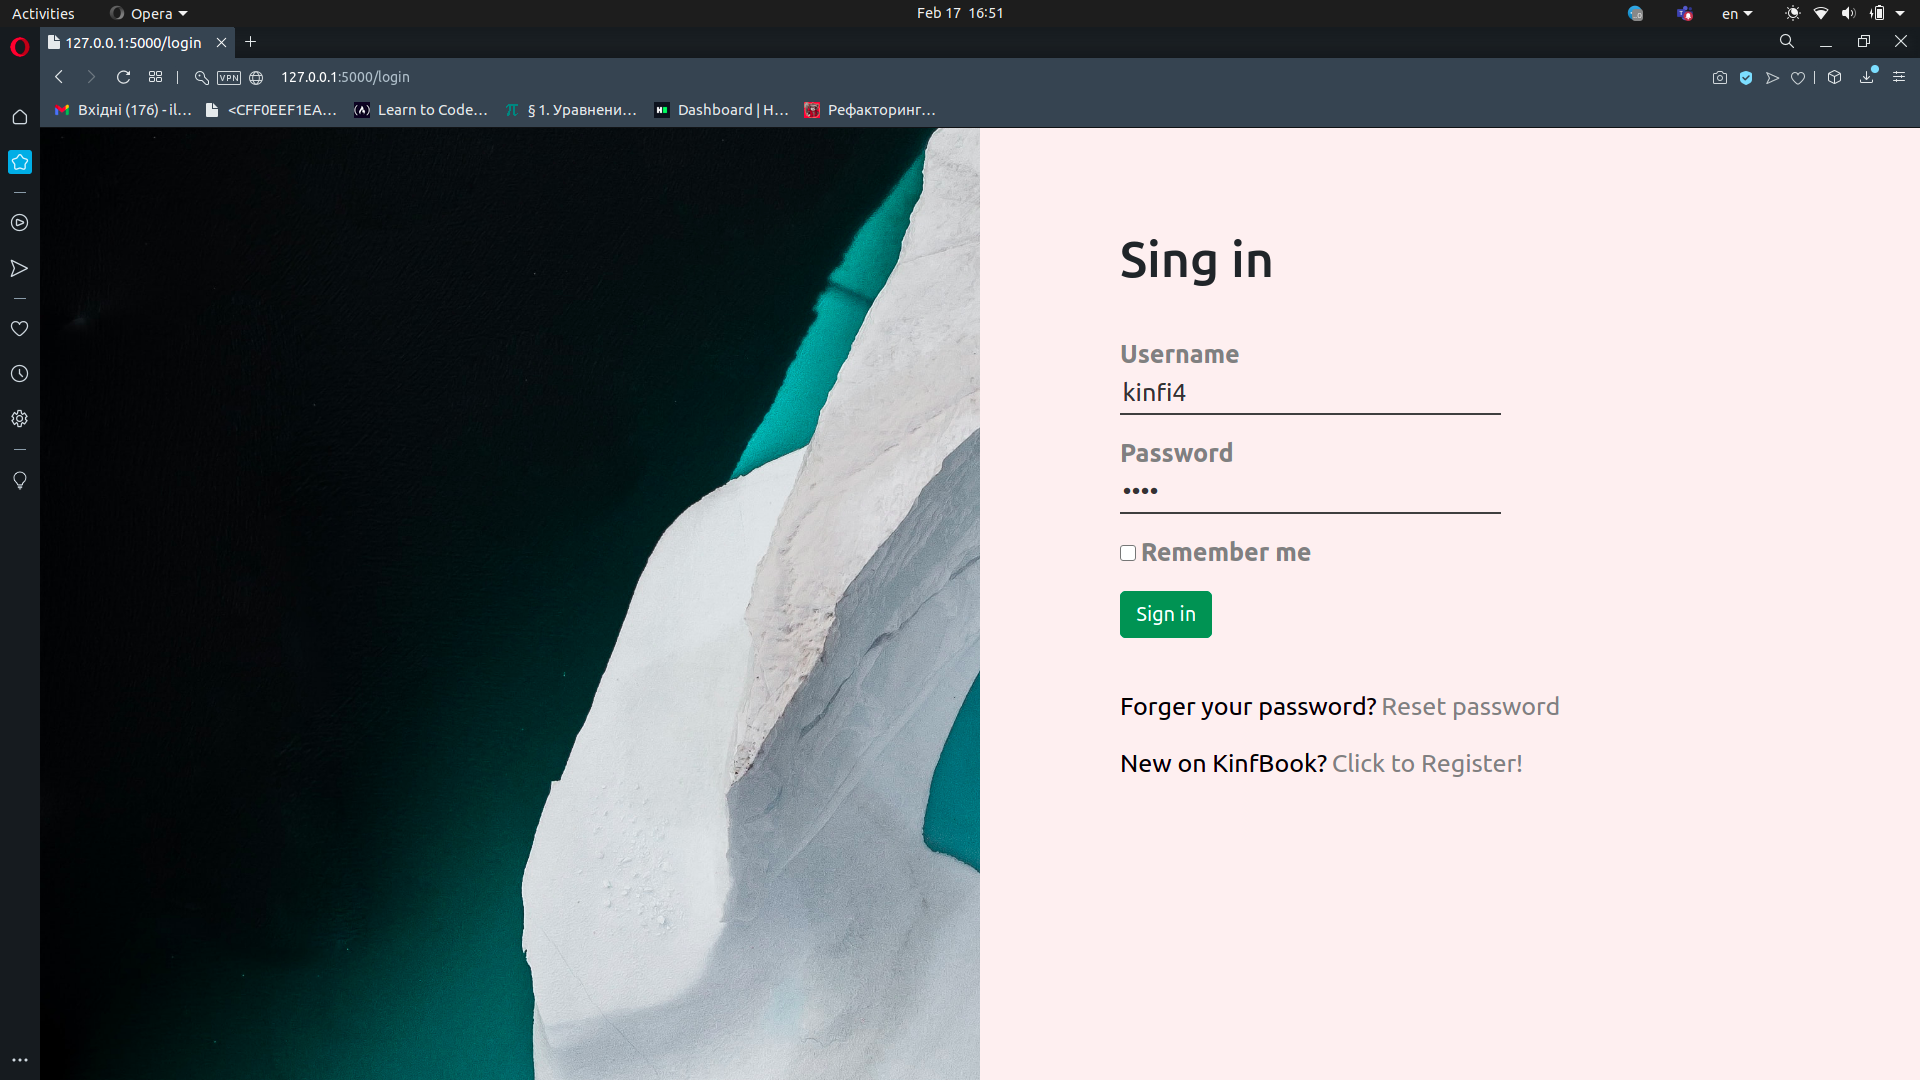 Activities Opera Feb 17 16:51 en
127.0.0.1:5000/login
VPN 127.0.0.1:5000/login
Вхідні (176) - il... <CFF0EEF1EA... Learn to Code... § 1. Уравнени... Dashboard | H... Рефакторинг...
Sing in
Username
kinfi4
Password
Remember me
Sign in
Forger your password? Reset password
New on KinfBook? Click to Register!